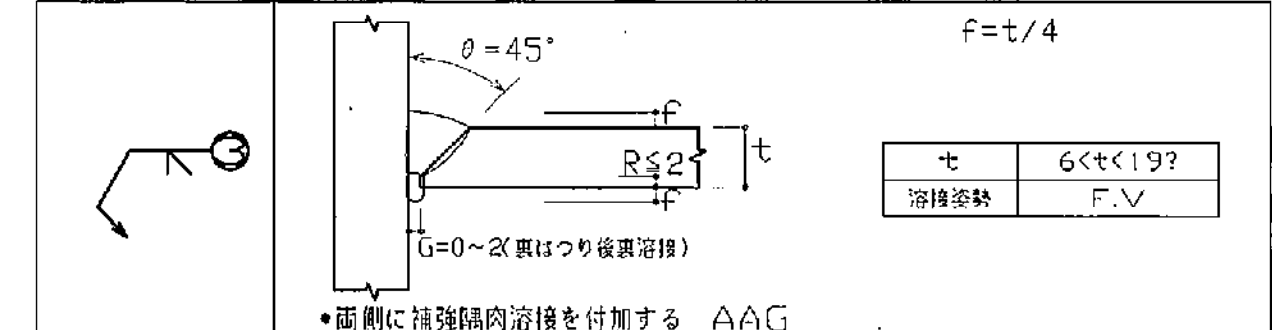 f=t/4
θ=45°
f
t
R≦2
f
G=0~2(裏はつり後裏溶接)
t 6<t<19?
溶接姿勢 F.V
•両側に補強隅肉溶接を付加する AAG